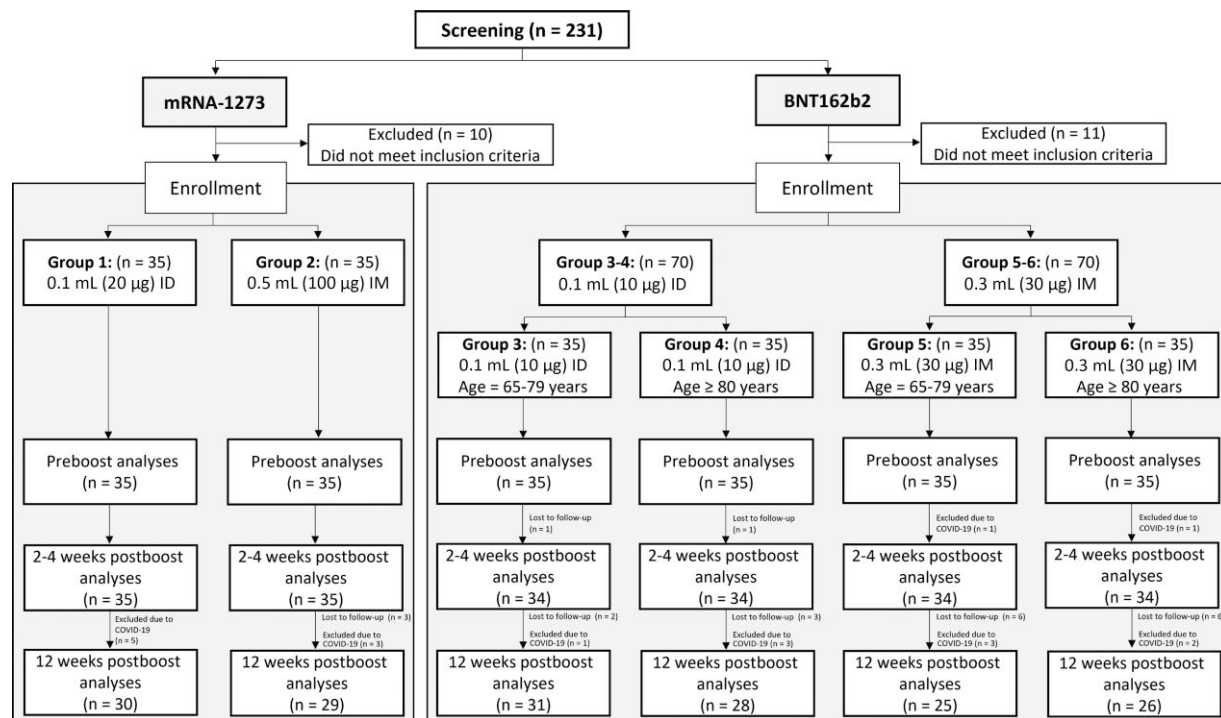 Screening (n = 231)
mRNA-1273
BNT162b2
Excluded (n = 10)
Did not meet inclusion criteria
Excluded (n = 11)
Did not meet inclusion criteria
Enrollment
Enrollment
Group 1: (n = 35)
0.1 mL (20 µg) ID
Group 2: (n = 35)
0.5 mL (100 µg) IM
Group 3-4: (n = 70)
0.1 mL (10 µg) ID
Group 5-6: (n = 70)
0.3 mL (30 µg) IM
Group 3: (n = 35)
0.1 mL (10 µg) ID
Age = 65-79 years
Group 4: (n = 35)
0.1 mL (10 µg) ID
Age ≥ 80 years
Group 5: (n = 35)
0.3 mL (30 µg) IM
Age = 65-79 years
Group 6: (n = 35)
0.3 mL (30 µg) IM
Age ≥ 80 years
Preboost analyses
(n = 35)
Preboost analyses
(n = 35)
Preboost analyses
(n = 35)
Preboost analyses
(n = 35)
Preboost analyses
(n = 35)
Preboost analyses
(n = 35)
Lost to follow-up
(n = 1)
Lost to follow-up
(n = 1)
Excluded due to
COVID-19 (n = 1)
Excluded due to
COVID-19 (n = 1)
2-4 weeks postboost
analyses
(n = 35)
2-4 weeks postboost
analyses
(n = 35)
2-4 weeks postboost
analyses
(n = 34)
2-4 weeks postboost
analyses
(n = 34)
2-4 weeks postboost
analyses
(n = 34)
2-4 weeks postboost
analyses
(n = 34)
Excluded due to
COVID-19
(n = 5)
Lost to follow-up (n = 3)
Excluded due to
COVID-19 (n = 3)
Lost to follow-up (n = 2)
Excluded due to
COVID-19 (n = 1)
Lost to follow-up (n = 3)
Excluded due to
COVID-19 (n = 3)
Lost to follow-up (n = 6)
Excluded due to
COVID-19 (n = 3)
Lost to follow-up (n = 6
Excluded due to
COVID-19 (n = 2)
12 weeks postboost
analyses
(n = 30)
12 weeks postboost
analyses
(n = 29)
12 weeks postboost
analyses
(n = 31)
12 weeks postboost
analyses
(n = 28)
12 weeks postboost
analyses
(n = 25)
12 weeks postboost
analyses
(n = 26)